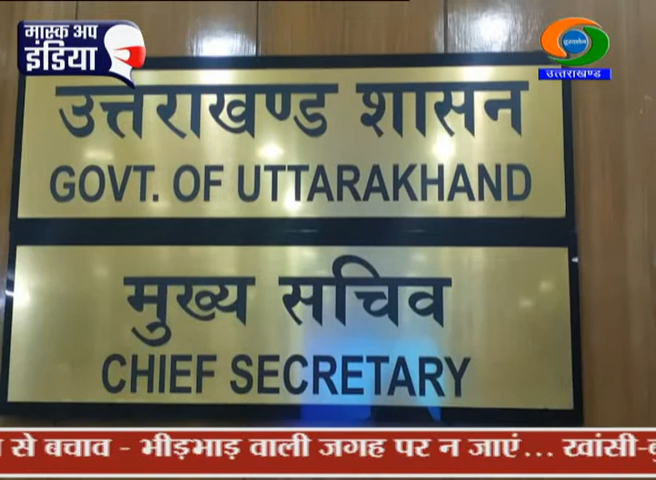 मास्क अप
इंडिया
उत्तराखण्ड
उत्तराखण्ड शासन
GOVT. OF UTTARAKHAND
मुख्य सचिव
CHIEF SECRETARY
से बचाव - भीड़भाड़ वाली जगह पर न जाएं... खांसी-